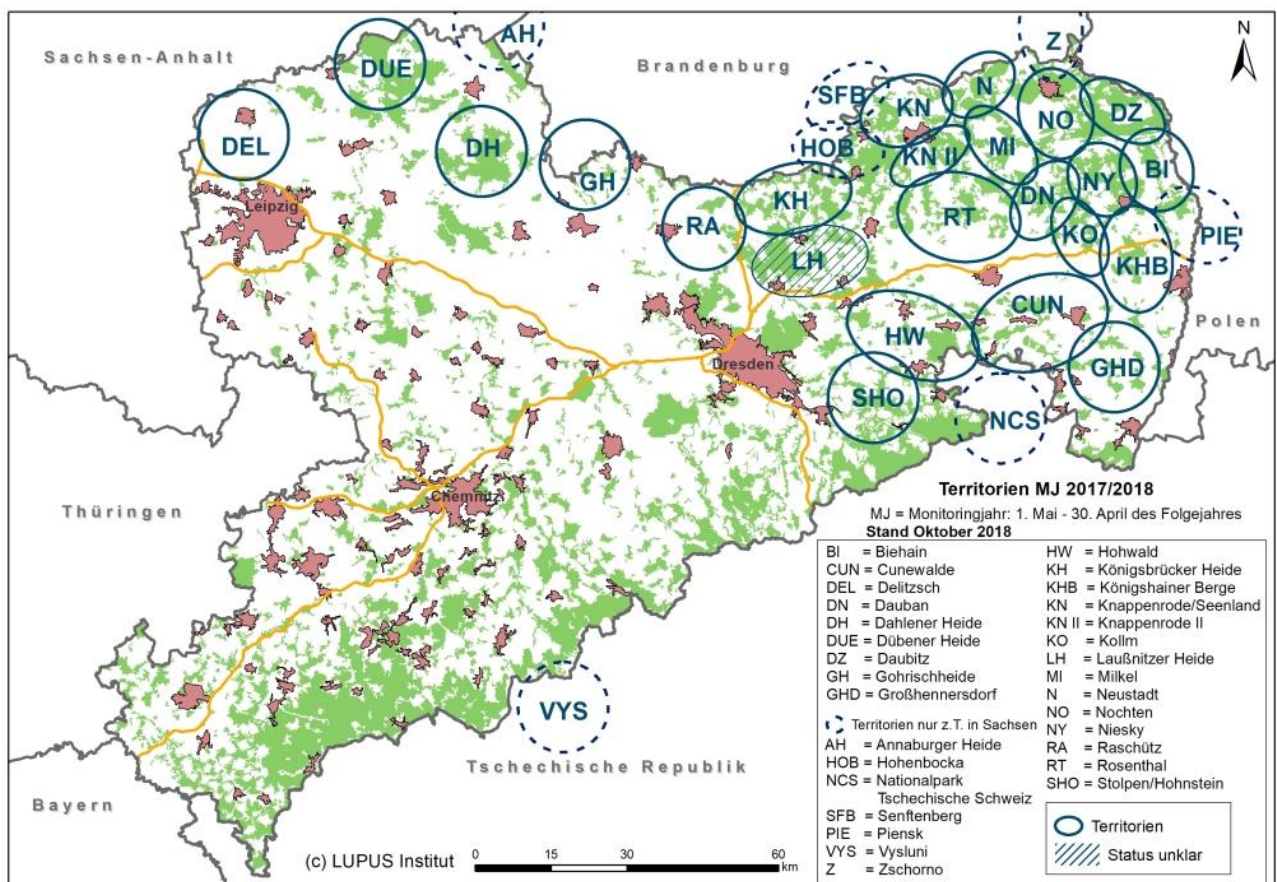 Sachsen-Anhalt
Brandenburg
Polen
Thüringen
Bayern
Tschechische Republik
N
AH
Z
DUE
SFB
KN
N
NO
DZ
DEL
DH
GH
HOB
KN II
MI
BI
RA
KH
RT
DN
NY
KO
PIE
LH
KHB
HW
CUN
GHD
SHO
NCS
VYS
Leipzig
Dresden
Chemnitz
Territorien MJ 2017/2018
MJ = Monitoringjahr: 1. Mai - 30. April des Folgejahres
Stand Oktober 2018
BI = Biehain
CUN = Cunewalde
DEL = Delitzsch
DN = Dauban
DH = Dahlener Heide
DUE = Dübener Heide
DZ = Daubitz
GH = Gohrischheide
GHD = Großhennersdorf
Territorien nur z.T. in Sachsen
AH = Annaburger Heide
HOB = Hohenbocka
NCS = Nationalpark
Tschechische Schweiz
SFB = Senftenberg
PIE = Piensk
VYS = Vysluni
Z = Zschorno
HW = Hohwald
KH = Königsbrücker Heide
KHB = Königshainer Berge
KN = Knappenrode/Seenland
KN II = Knappenrode II
KO = Kollm
LH = Laußnitzer Heide
MI = Milkel
N = Neustadt
NO = Nochten
NY = Niesky
RA = Raschütz
RT = Rosenthal
SHO = Stolpen/Hohnstein
Territorien
Status unklar
(c) LUPUS Institut
0 15 30 60
km